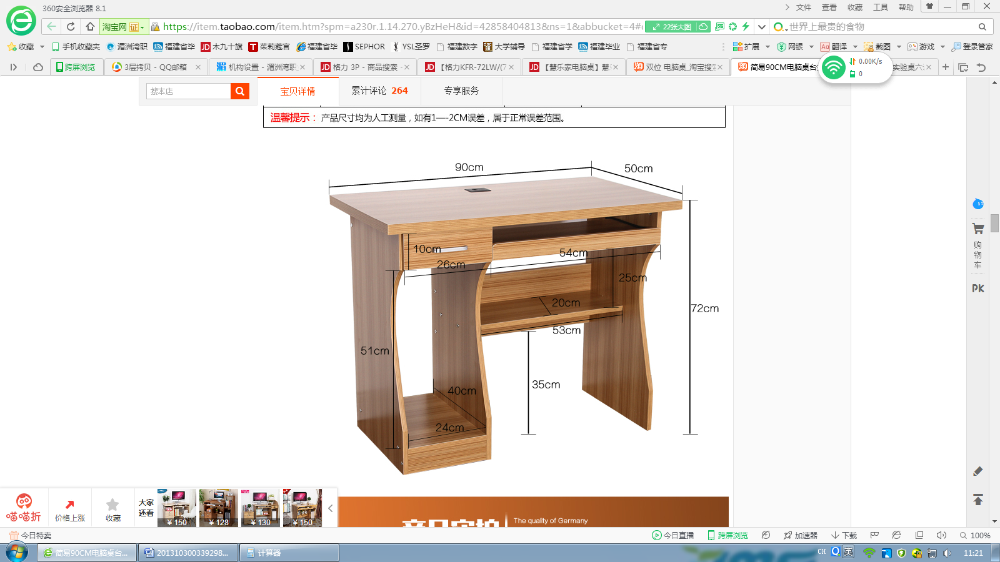 360安全浏览器 8.1
文件 查看 收藏 工具 帮助
淘宝网 证 https://item.taobao.com/item.htm?spm=a230r.1.14.270.yBzHeH&id=42858404813&ns=1&abbucket=4#
22张大图
世界上最贵的食物
收藏 手机收藏夹 湄洲湾职 福建省毕 木九十旗 茱莉蔻官 福建省毕 SEPHOR YSL圣罗 福建数字 大学辅导 福建省学 福建毕业 福建省专
扩展 网银 翻译 截图 游戏 登录管家
跨屏浏览 3层拷贝 - QQ邮箱 机构设置 - 湄洲湾职 格力 3P - 商品搜索 - 【格力KFR-72LW/(7 【慧乐家电脑桌】慧 双位 电脑桌_淘宝搜 简易90CM电脑桌台 实验桌六
0.00K/s
0
搜本店
宝贝详情
累计评论 264
专享服务
温馨提示： 产品尺寸均为人工测量，如有1—-2CM误差，属于正常误差范围。
90cm
50cm
10cm
26cm
54cm
25cm
20cm
72cm
53cm
51cm
35cm
40cm
24cm
购物车
PK
喵喵折
价格上涨
收藏
大家还看
￥150
￥128
￥130
￥150
产品实拍
The quality of Germany
今日特卖
今日直播 跨屏浏览 加速器 下载 100%
简易90CM电脑桌台... 201310300339298... 计算器
CH 英 11:21